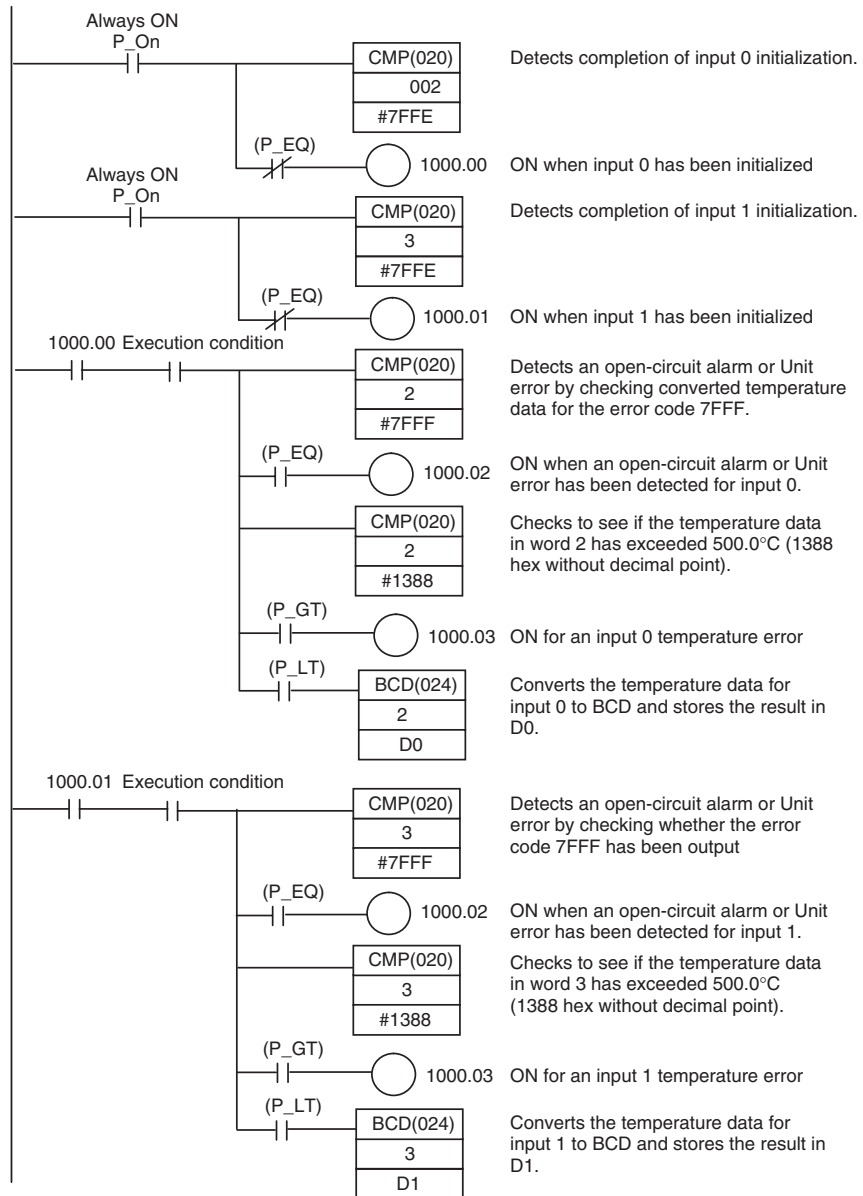 Always ON
P_On
CMP(020)
002
#7FFE
Detects completion of input 0 initialization.
(P_EQ)
1000.00
ON when input 0 has been initialized
Always ON
P_On
CMP(020)
3
#7FFE
Detects completion of input 1 initialization.
(P_EQ)
1000.01
ON when input 1 has been initialized
1000.00 Execution condition
CMP(020)
2
#7FFF
Detects an open-circuit alarm or Unit
error by checking converted temperature
data for the error code 7FFF.
(P_EQ)
1000.02
ON when an open-circuit alarm or Unit
error has been detected for input 0.
CMP(020)
2
#1388
Checks to see if the temperature data
in word 2 has exceeded 500.0°C (1388
hex without decimal point).
(P_GT)
1000.03
ON for an input 0 temperature error
(P_LT)
BCD(024)
2
D0
Converts the temperature data for
input 0 to BCD and stores the result in
D0.
1000.01 Execution condition
CMP(020)
3
#7FFF
Detects an open-circuit alarm or Unit
error by checking whether the error
code 7FFF has been output
(P_EQ)
1000.02
ON when an open-circuit alarm or Unit
error has been detected for input 1.
CMP(020)
3
#1388
Checks to see if the temperature data
in word 3 has exceeded 500.0°C
(1388 hex without decimal point).
(P_GT)
1000.03
ON for an input 1 temperature error
(P_LT)
BCD(024)
3
D1
Converts the temperature data for
input 1 to BCD and stores the result in
D1.